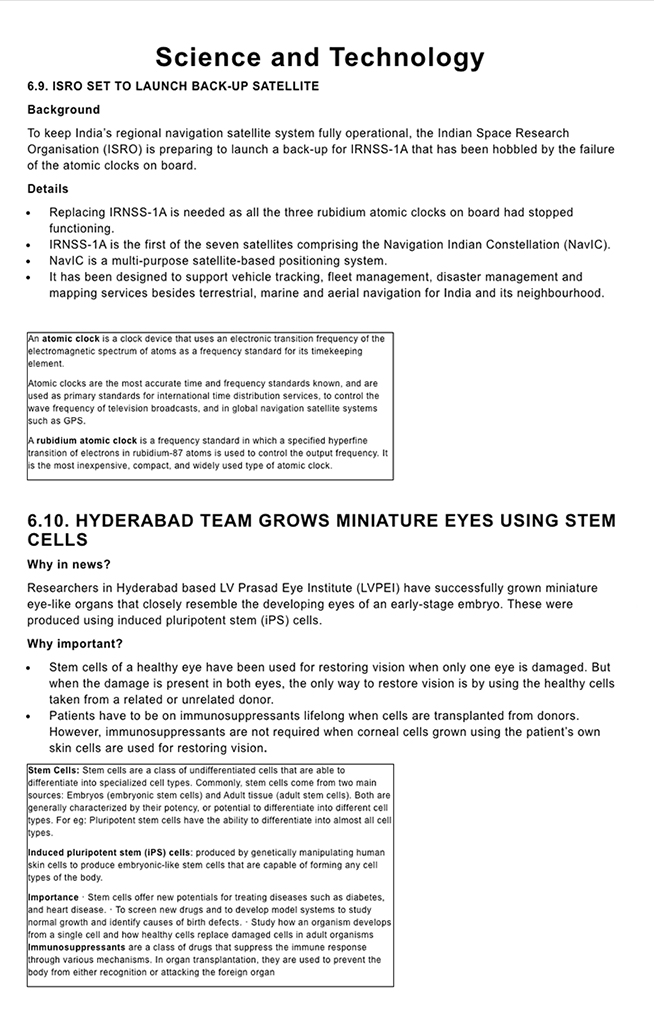 Science and Technology
6.9. ISRO SET TO LAUNCH BACK-UP SATELLITE
Background
To keep India's regional navigation satellite system fully operational, the Indian Space Research
Organisation (ISRO) is preparing to launch a back-up for IRNSS-1A that has been hobbled by the failure
of the atomic clocks on board.
Details
• Replacing IRNSS-1A is needed as all the three rubidium atomic clocks on board had stopped
functioning.
• IRNSS-1A is the first of the seven satellites comprising the Navigation Indian Constellation (NavIC).
• NavIC is a multi-purpose satellite-based positioning system.
• It has been designed to support vehicle tracking, fleet management, disaster management and
mapping services besides terrestrial, marine and aerial navigation for India and its neighbourhood.
An atomic clock is a clock device that uses an electronic transition frequency of the
electromagnetic spectrum of atoms as a frequency standard for its timekeeping
element.
Atomic clocks are the most accurate time and frequency standards known, and are
used as primary standards for international time distribution services, to control the
wave frequency of television broadcasts, and in global navigation satellite systems
such as GPS.
A rubidium atomic clock is a frequency standard in which a specified hyperfine
transition of electrons in rubidium-87 atoms is used to control the output frequency. It
is the most inexpensive, compact, and widely used type of atomic clock.
6.10. HYDERABAD TEAM GROWS MINIATURE EYES USING STEM
CELLS
Why in news?
Researchers in Hyderabad based LV Prasad Eye Institute (LVPEI) have successfully grown miniature
eye-like organs that closely resemble the developing eyes of an early-stage embryo. These were
produced using induced pluripotent stem (iPS) cells.
Why important?
• Stem cells of a healthy eye have been used for restoring vision when only one eye is damaged. But
when the damage is present in both eyes, the only way to restore vision is by using the healthy cells
taken from a related or unrelated donor.
• Patients have to be on immunosuppressants lifelong when cells are transplanted from donors.
However, immunosuppressants are not required when corneal cells grown using the patient's own
skin cells are used for restoring vision.
Stem Cells: Stem cells are a class of undifferentiated cells that are able to
differentiate into specialized cell types. Commonly, stem cells come from two main
sources: Embryos (embryonic stem cells) and Adult tissue (adult stem cells). Both are
generally characterized by their potency, or potential to differentiate into different cell
types. For eg: Pluripotent stem cells have the ability to differentiate into almost all cell
types.
Induced pluripotent stem (iPS) cells: produced by genetically manipulating human
skin cells to produce embryonic-like stem cells that are capable of forming any cell
types of the body.
Importance · Stem cells offer new potentials for treating diseases such as diabetes,
and heart disease. · To screen new drugs and to develop model systems to study
normal growth and identify causes of birth defects. · Study how an organism develops
from a single cell and how healthy cells replace damaged cells in adult organisms
Immunosuppressants are a class of drugs that suppress the immune response
through various mechanisms. In organ transplantation, they are used to prevent the
body from either recognition or attacking the foreign organ